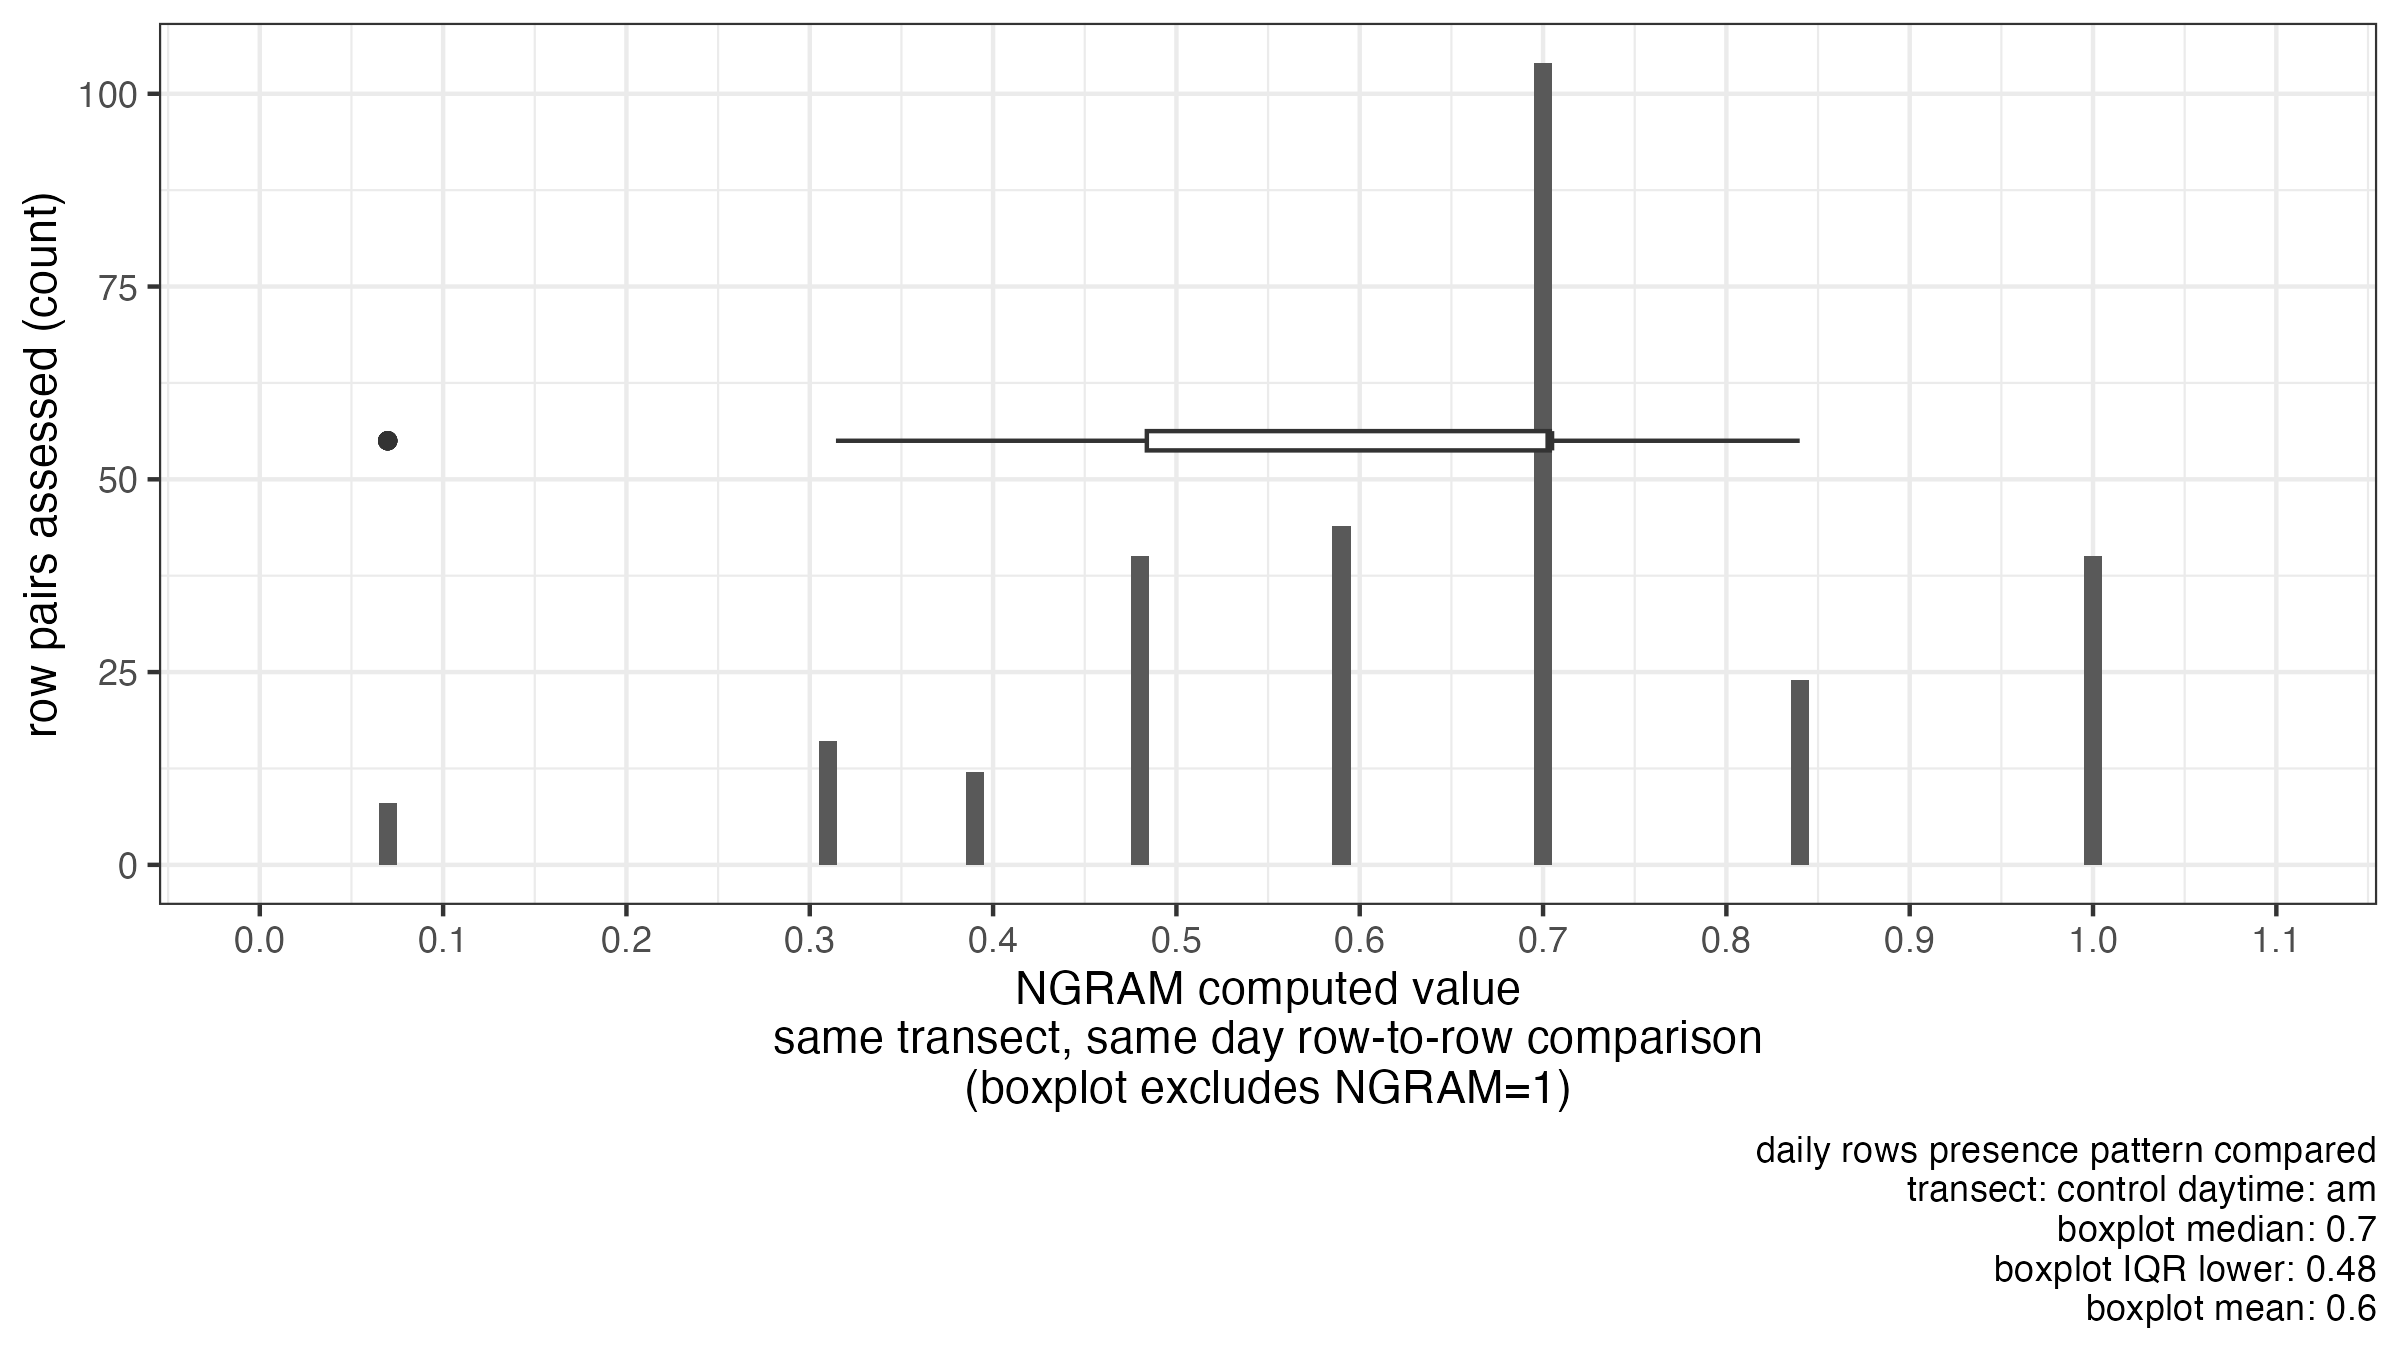 row pairs assessed (count)
100
75
50
25
0
0.0 0.1 0.2 0.3 0.4 0.5 0.6 0.7 0.8 0.9 1.0 1.1
NGRAM computed value
same transect, same day row-to-row comparison
(boxplot excludes NGRAM=1)
daily rows presence pattern compared
transect: control daytime: am
boxplot median: 0.7
boxplot IQR lower: 0.48
boxplot mean: 0.6